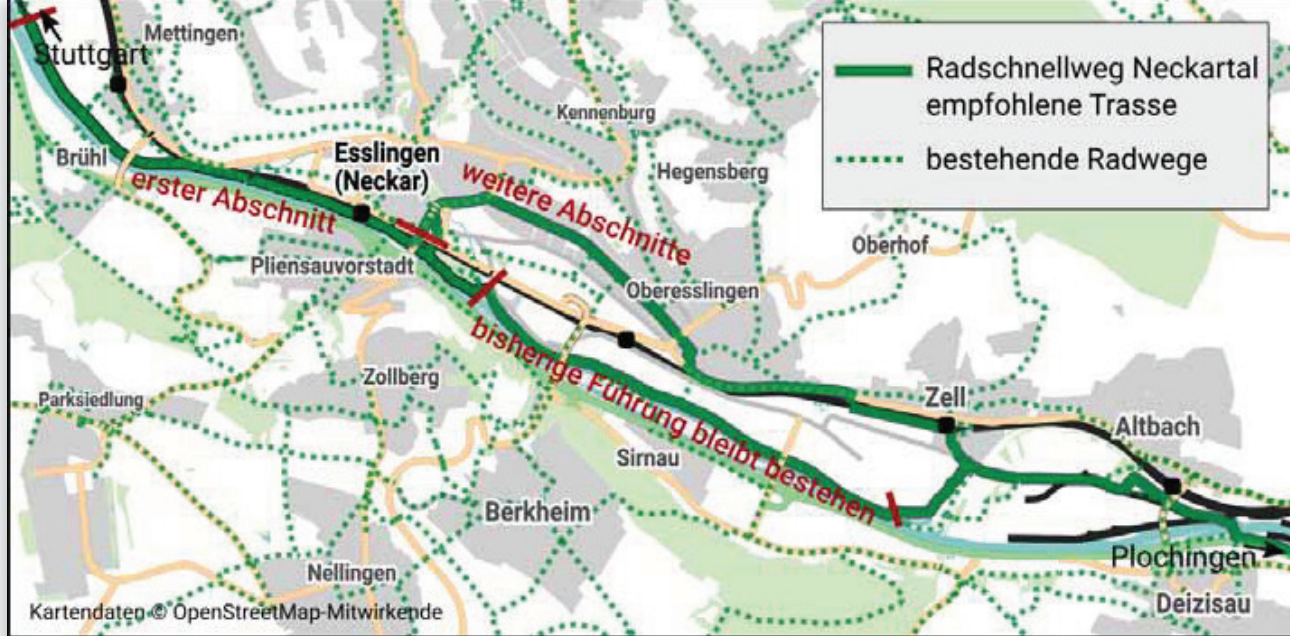 Mettingen
Stuttgart
Radschnellweg Neckartal
empfohlene Trasse
bestehende Radwege
Kennenburg
Brühl
Esslingen
(Neckar)
erster Abschnitt
weitere Abschnitte
Hegensberg
Oberhof
Pliensauvorstadt
Oberesslingen
bisherige Führung bleibt bestehen
Zollberg
Parksiedlung
Zell
Altbach
Sirnau
Berkheim
Plochingen
Nellingen
Deizisau
Kartendaten © OpenStreetMap-Mitwirkende